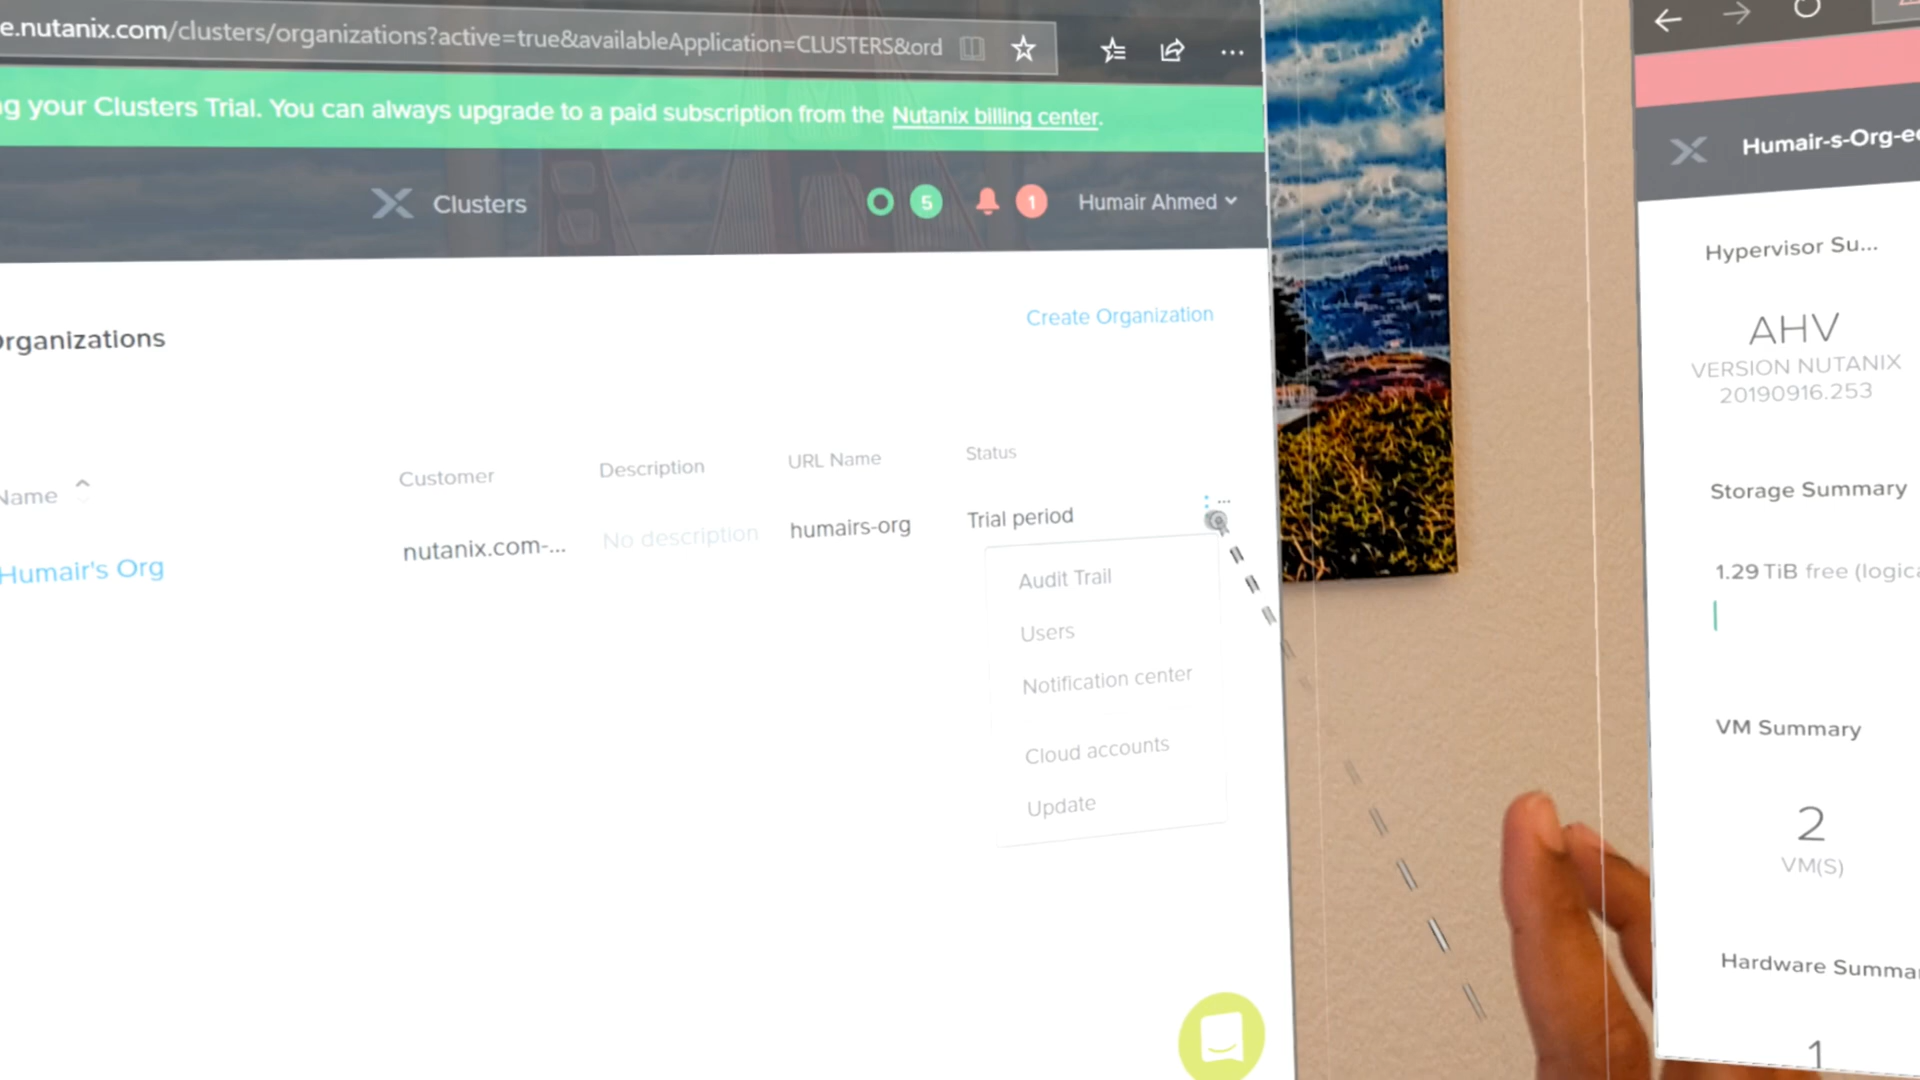 e.nutanix.com/clusters/organizations?active=true&availableApplication=CLUSTERS&ord
ng your Clusters Trial. You can always upgrade to a paid subscription from the Nutanix billing center.
Clusters
5
1
Humair Ahmed
Organizations
Create Organization
Name
Customer
Description
URL Name
Status
Humair's Org
nutanix.com-...
No description
humairs-org
Trial period
Audit Trail
Users
Notification center
Cloud accounts
Update
Humair-s-Org-ec
Hypervisor Su...
AHV
VERSION NUTANIX
20190916.253
Storage Summary
1.29 TiB free (logica
VM Summary
2
VM(S)
Hardware Summar
1